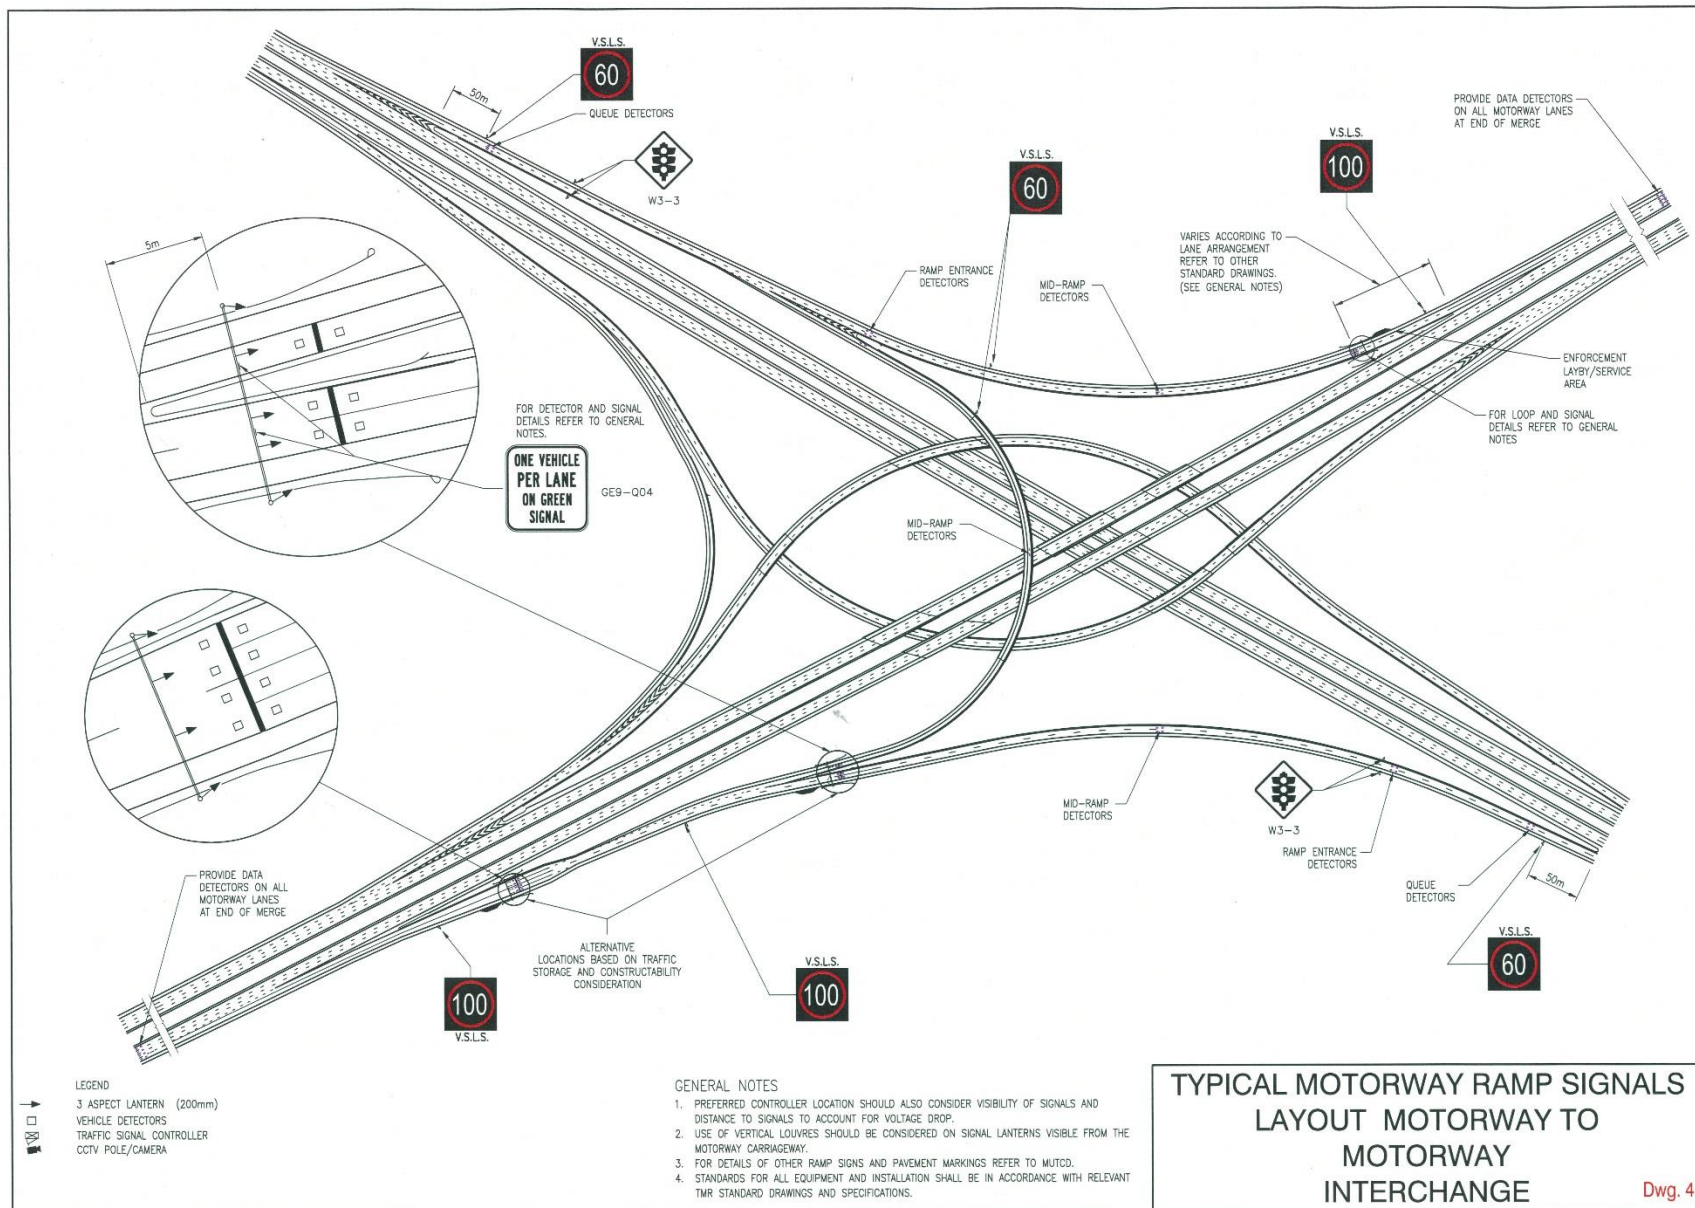 V.S.L.S.
60
50m
QUEUE DETECTORS
W3-3
V.S.L.S.
60
V.S.L.S.
100
PROVIDE DATA DETECTORS
ON ALL MOTORWAY LANES
AT END OF MERGE
5m
RAMP ENTRANCE
DETECTORS
MID-RAMP
DETECTORS
VARIES ACCORDING TO
LANE ARRANGEMENT
REFER TO OTHER
STANDARD DRAWINGS.
(SEE GENERAL NOTES)
ENFORCEMENT
LAYBY/SERVICE
AREA
FOR LOOP AND SIGNAL
DETAILS REFER TO GENERAL
NOTES
FOR DETECTOR AND SIGNAL
DETAILS REFER TO GENERAL
NOTES.
ONE VEHICLE
PER LANE
ON GREEN
SIGNAL
GE9-Q04
MID-RAMP
DETECTORS
MID-RAMP
DETECTORS
W3-3
RAMP ENTRANCE
DETECTORS
QUEUE
DETECTORS
50m
V.S.L.S.
60
PROVIDE DATA
DETECTORS ON ALL
MOTORWAY LANES
AT END OF MERGE
ALTERNATIVE
LOCATIONS BASED ON TRAFFIC
STORAGE AND CONSTRUCTABILITY
CONSIDERATION
100
V.S.L.S.
V.S.L.S.
100
LEGEND
3 ASPECT LANTERN (200mm)
VEHICLE DETECTORS
TRAFFIC SIGNAL CONTROLLER
CCTV POLE/CAMERA
GENERAL NOTES
1. PREFERRED CONTROLLER LOCATION SHOULD ALSO CONSIDER VISIBILITY OF SIGNALS AND
DISTANCE TO SIGNALS TO ACCOUNT FOR VOLTAGE DROP.
2. USE OF VERTICAL LOUVRES SHOULD BE CONSIDERED ON SIGNAL LANTERNS VISIBLE FROM THE
MOTORWAY CARRIAGEWAY.
3. FOR DETAILS OF OTHER RAMP SIGNS AND PAVEMENT MARKINGS REFER TO MUTCD.
4. STANDARDS FOR ALL EQUIPMENT AND INSTALLATION SHALL BE IN ACCORDANCE WITH RELEVANT
TMR STANDARD DRAWINGS AND SPECIFICATIONS.
TYPICAL MOTORWAY RAMP SIGNALS
LAYOUT MOTORWAY TO
MOTORWAY
INTERCHANGE
Dwg. 4